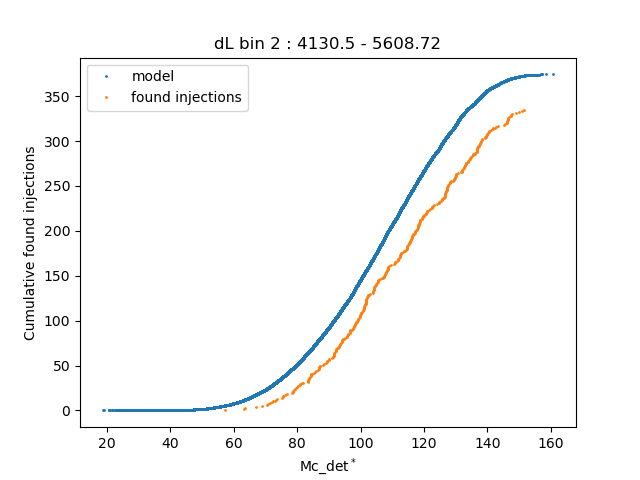 dL bin 2 : 4130.5 - 5608.72
model
found injections
Cumulative found injections
350
300
250
200
150
100
50
0
20 40 60 80 100 120 140 160
Mc_det*